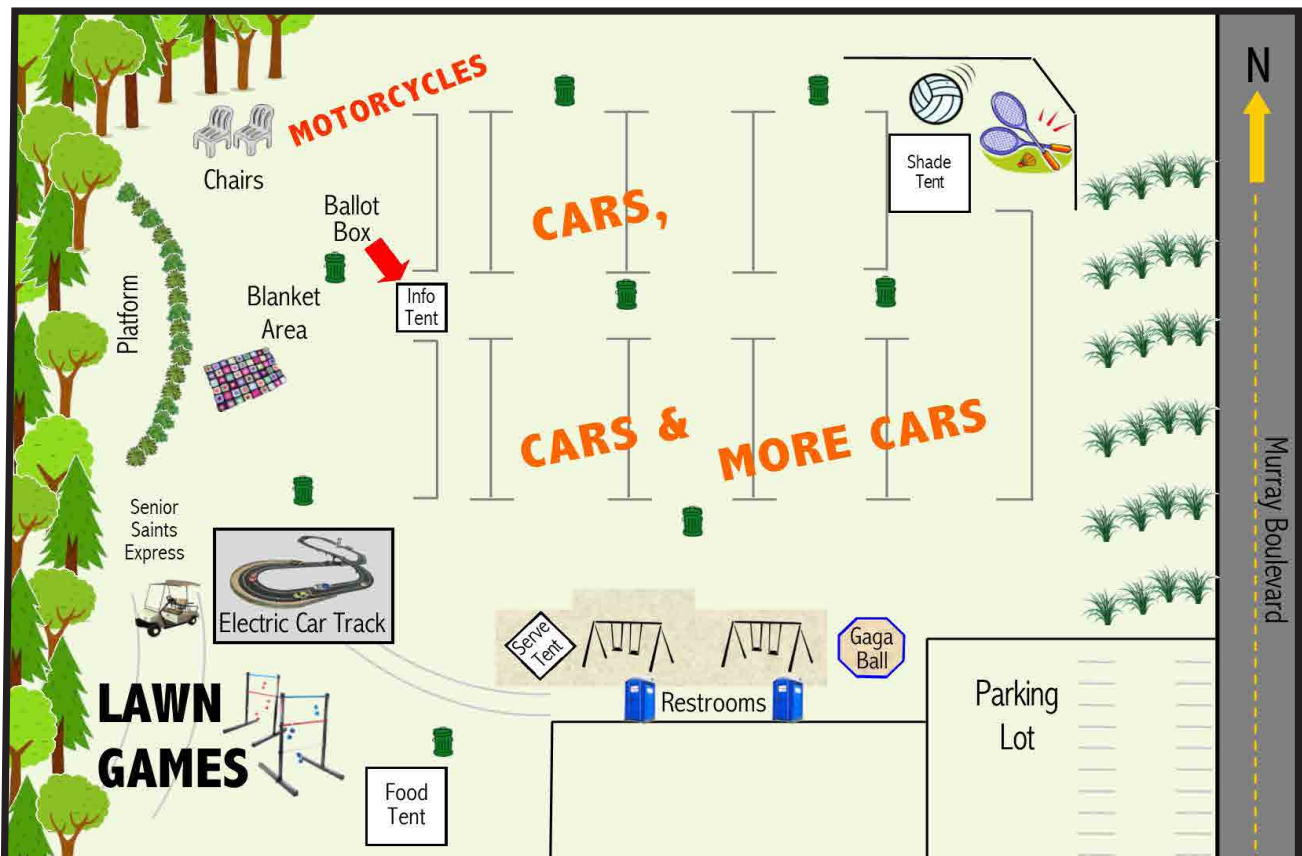 N
MOTORCYCLES
Chairs
Shade
Tent
Ballot
Box
CARS,
Platform
Blanket
Area
Info
Tent
CARS &
MORE CARS
Murray Boulevard
Senior
Saints
Express
Electric Car Track
Serve
Tent
Gaga
Ball
Restrooms
Parking
Lot
LAWN
GAMES
Food
Tent